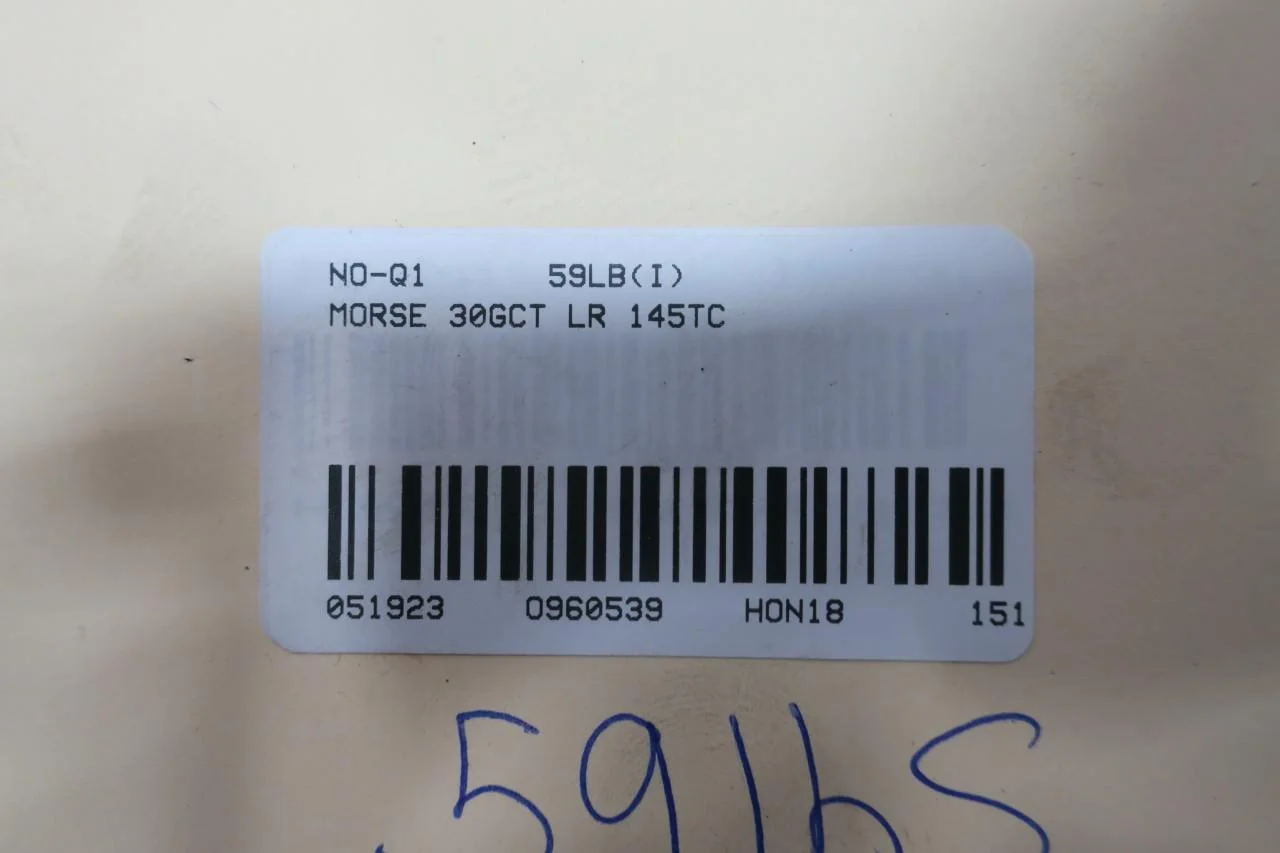 NO-Q1 59LB(I)
MORSE 30GCT LR 145TC
051923 0960539 HON18 151
59lbs